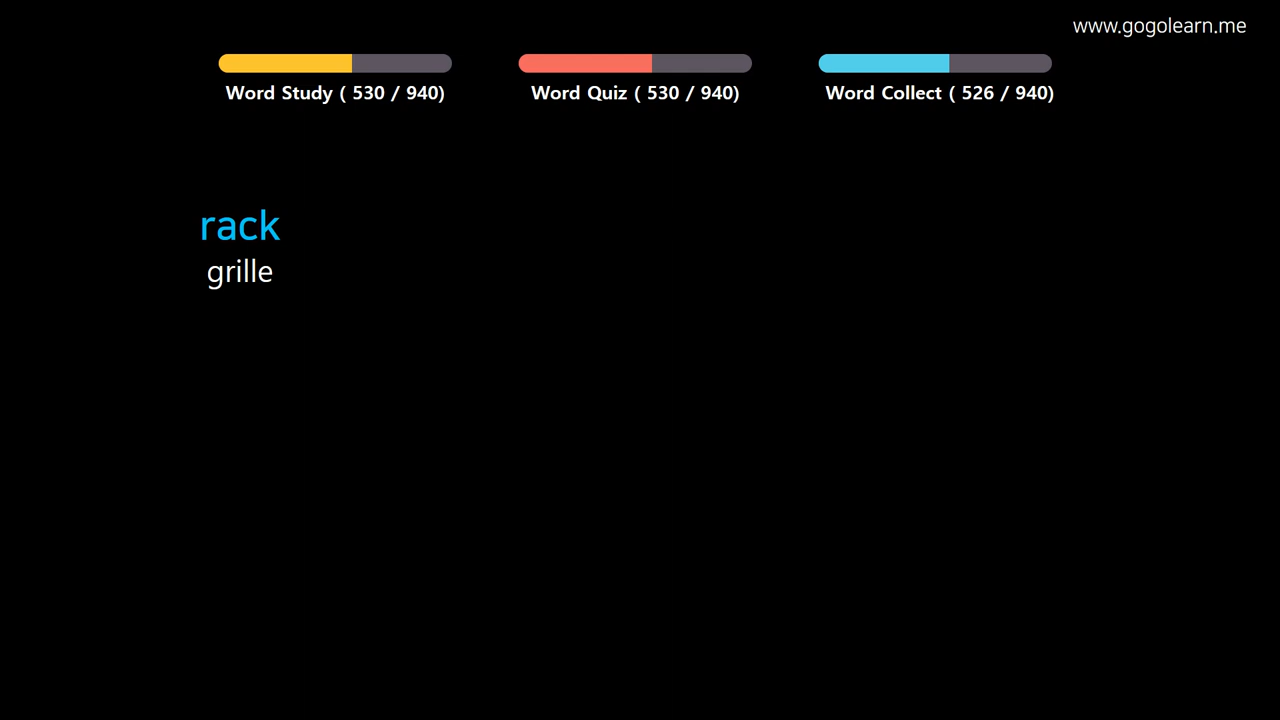 www.gogolearn.me
Word Study ( 530 / 940)
Word Quiz ( 530 / 940)
Word Collect ( 526 / 940)
rack
grille